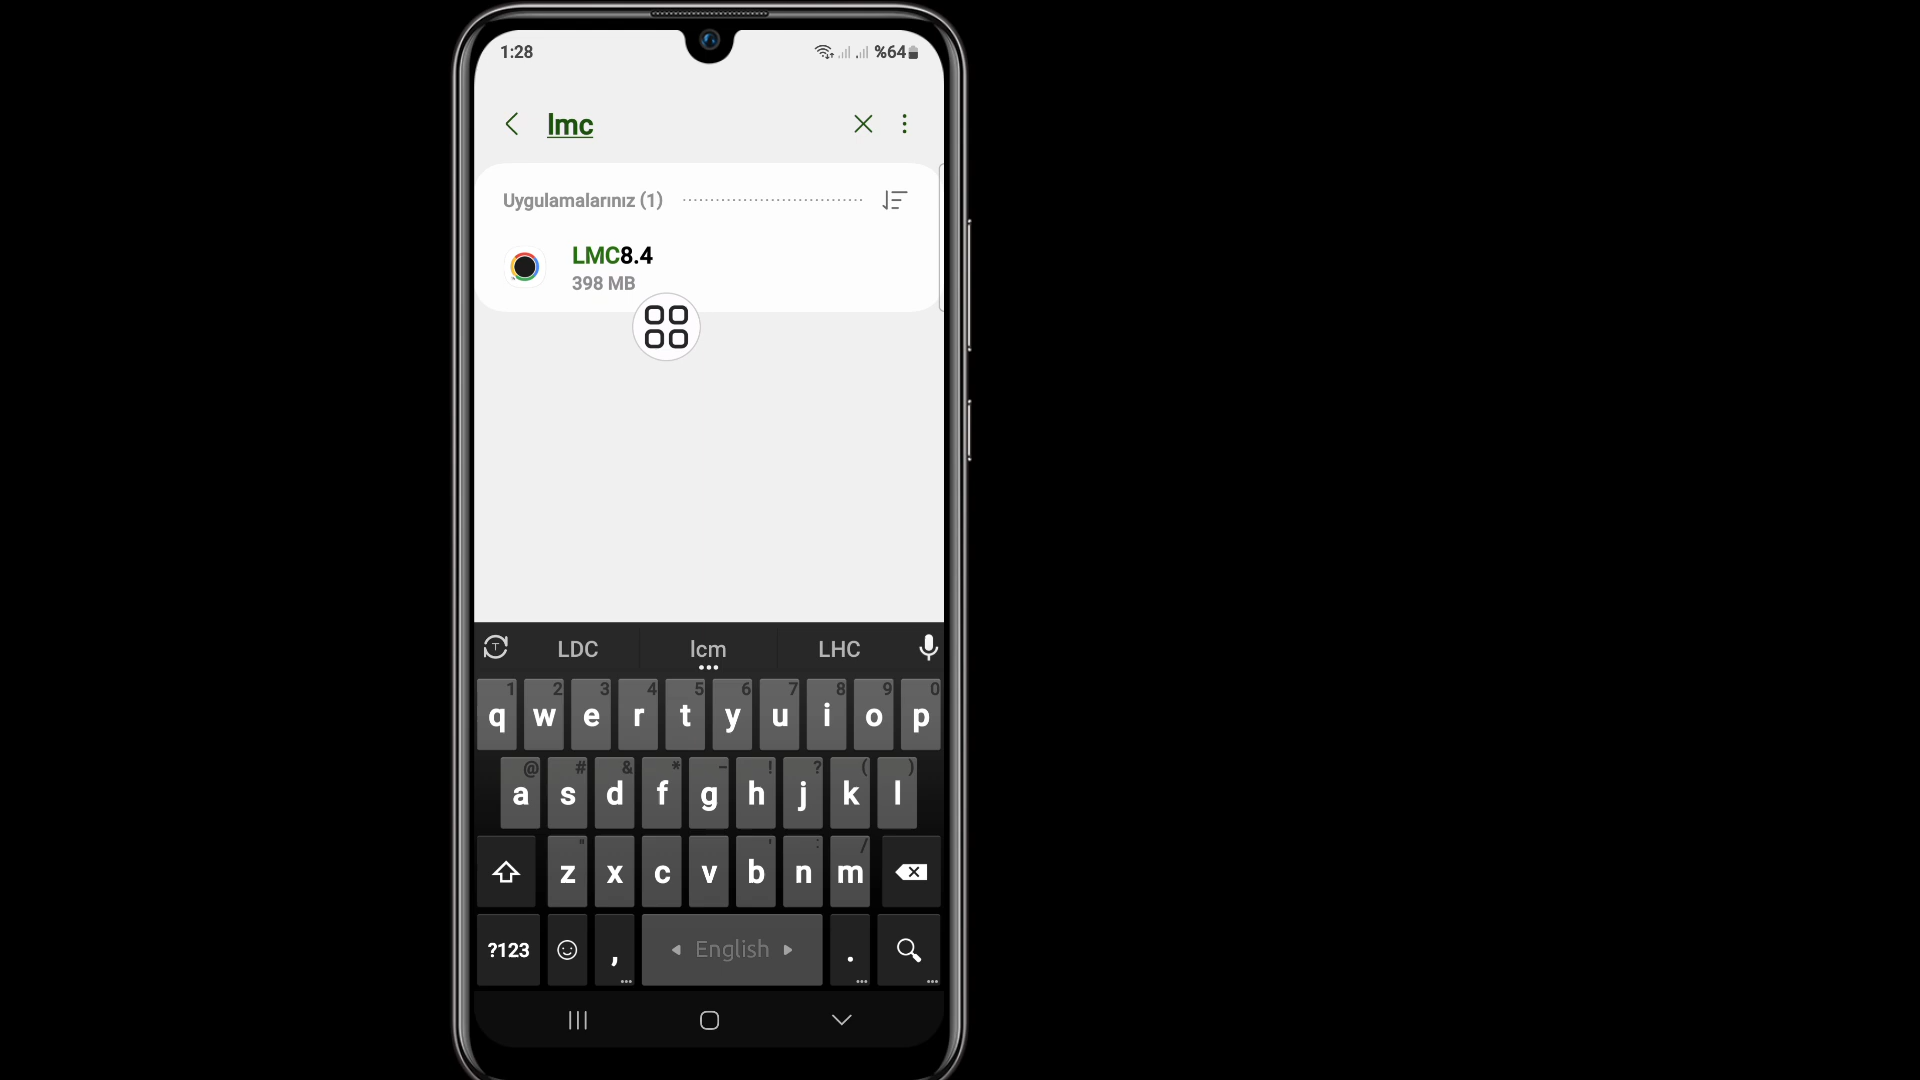 1:28
%64
lmc
Uygulamalarınız (1)
LMC8.4
398 MB
LDC lcm LHC
1 2 3 4 5 6 7 8 9 0
q w e r t y u i o p
@ # & * - ! ? ( )
a s d f g h j k l
" ' : /
z x c v b n m
?123 , English .